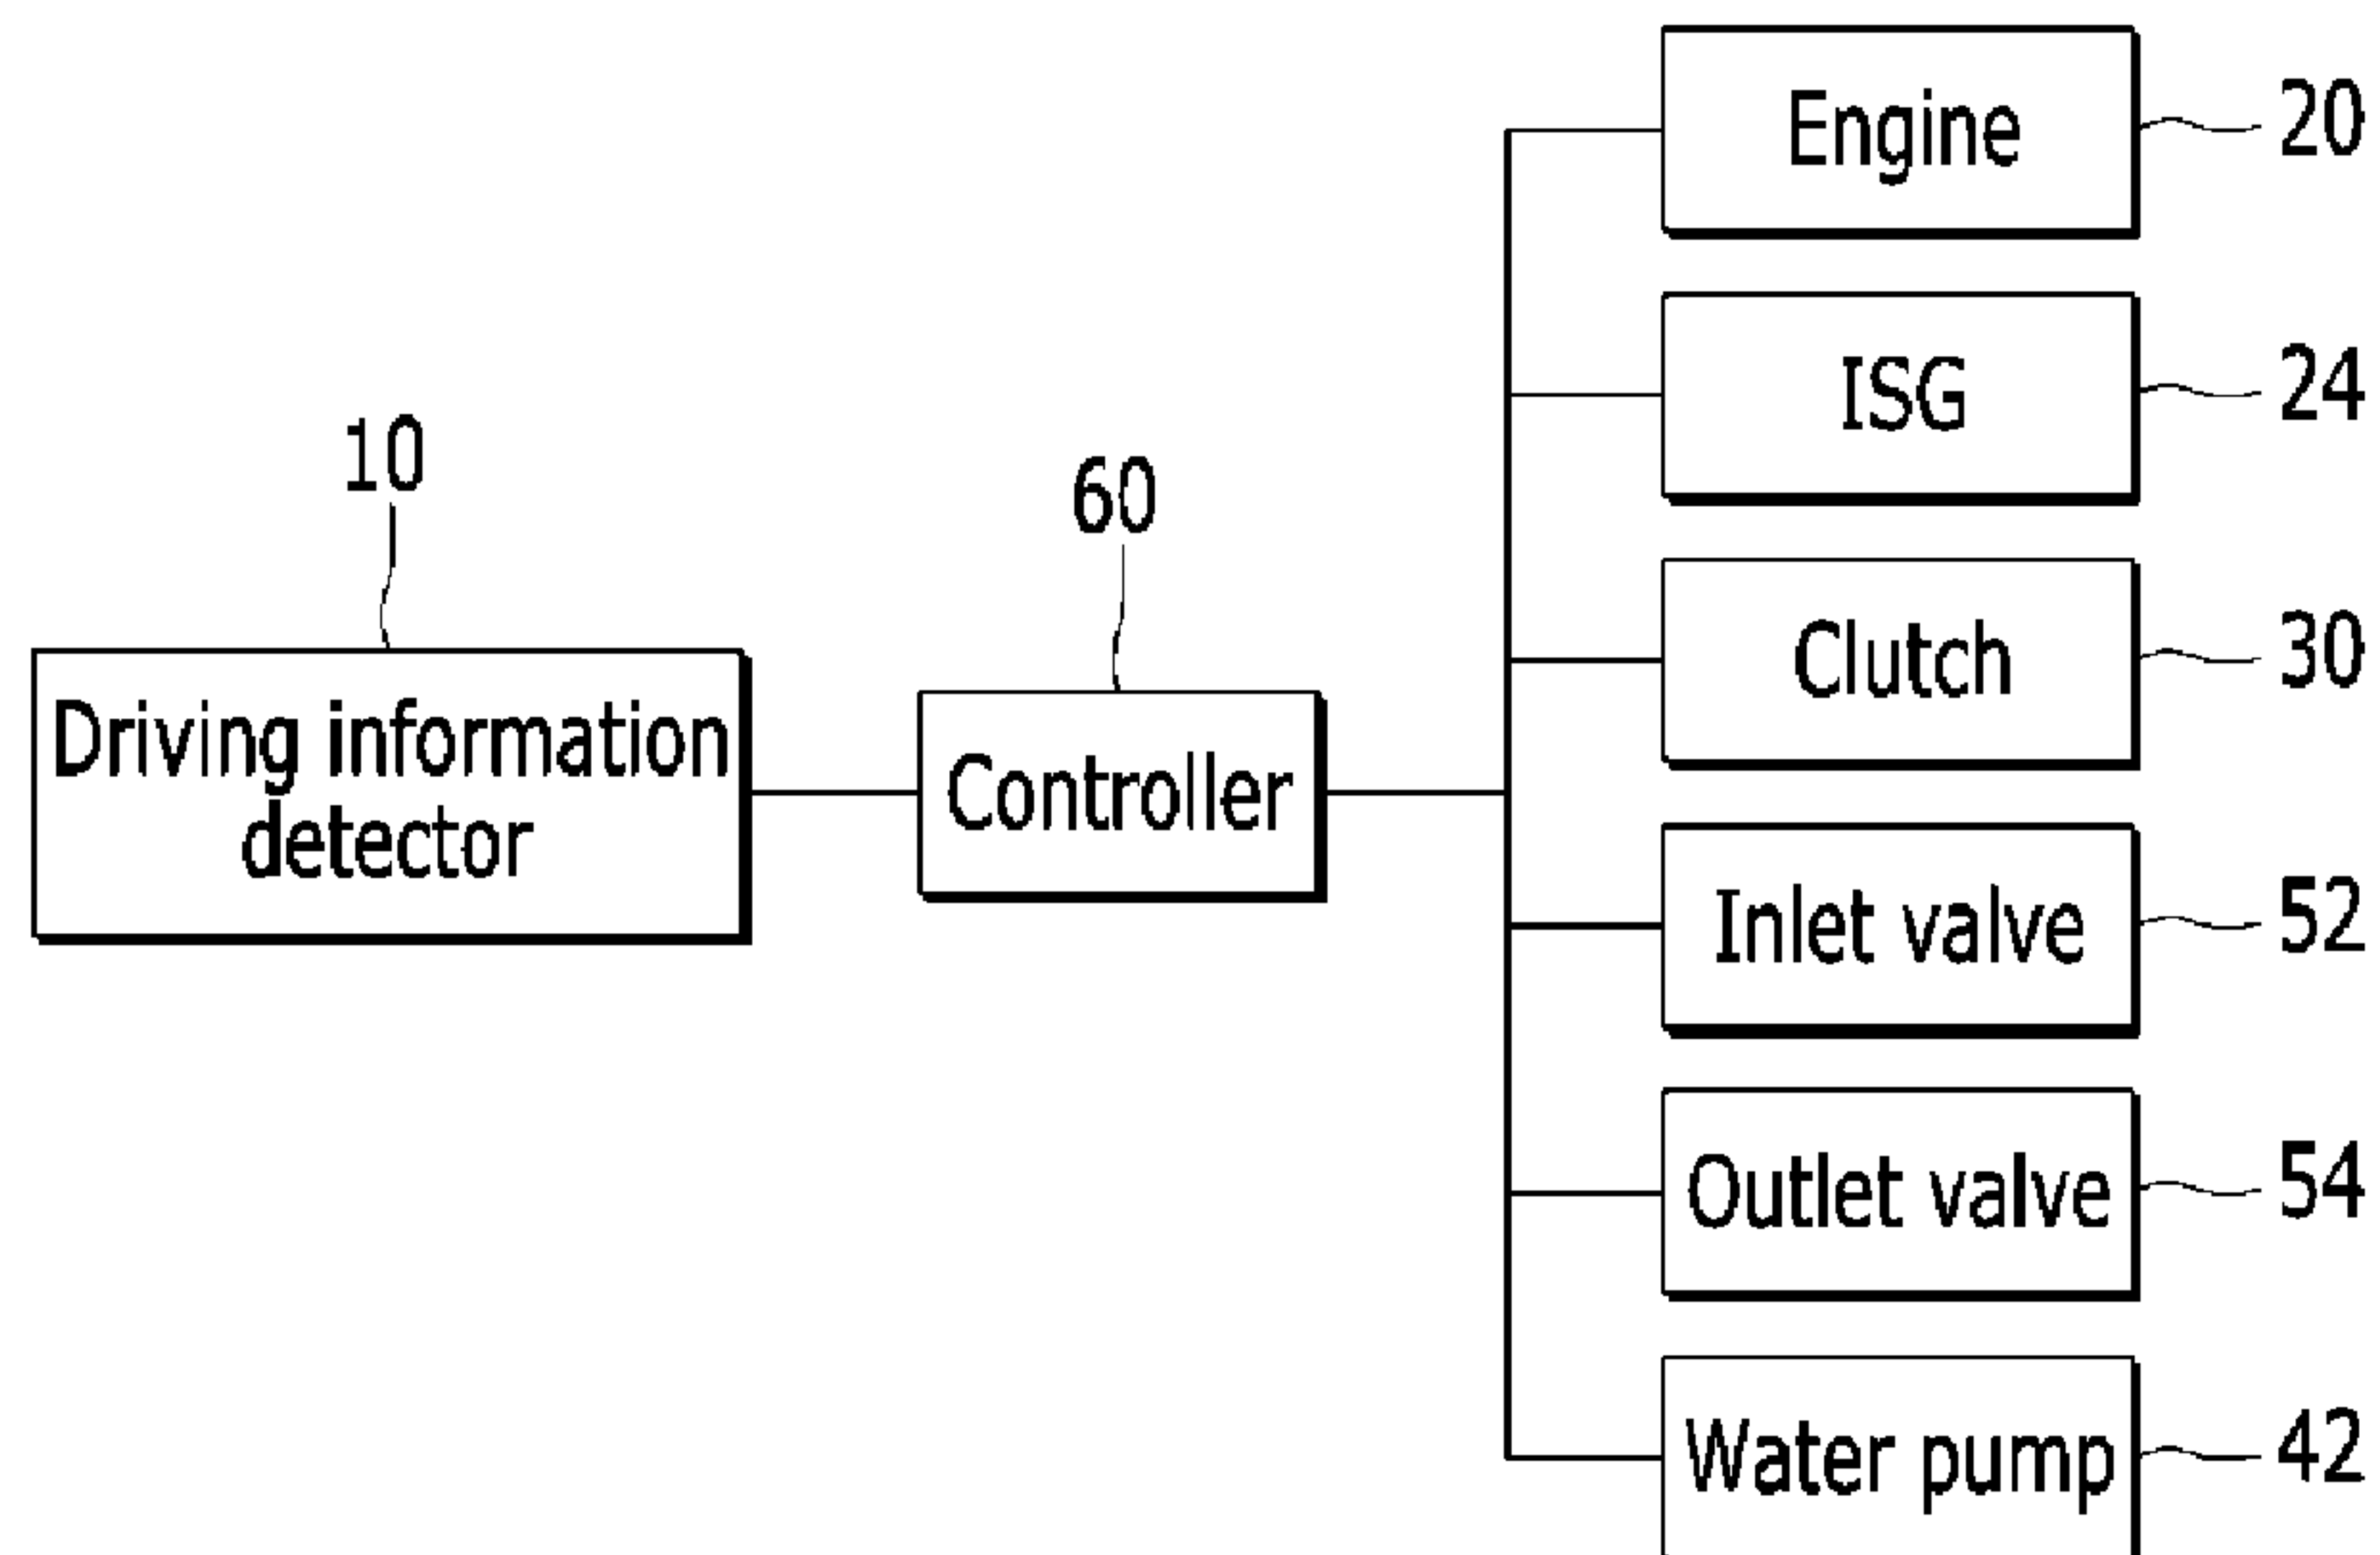 10
Driving information
detector
60
Controller
Engine
20
ISG
24
Clutch
30
Inlet valve
52
Outlet valve
54
Water pump
42